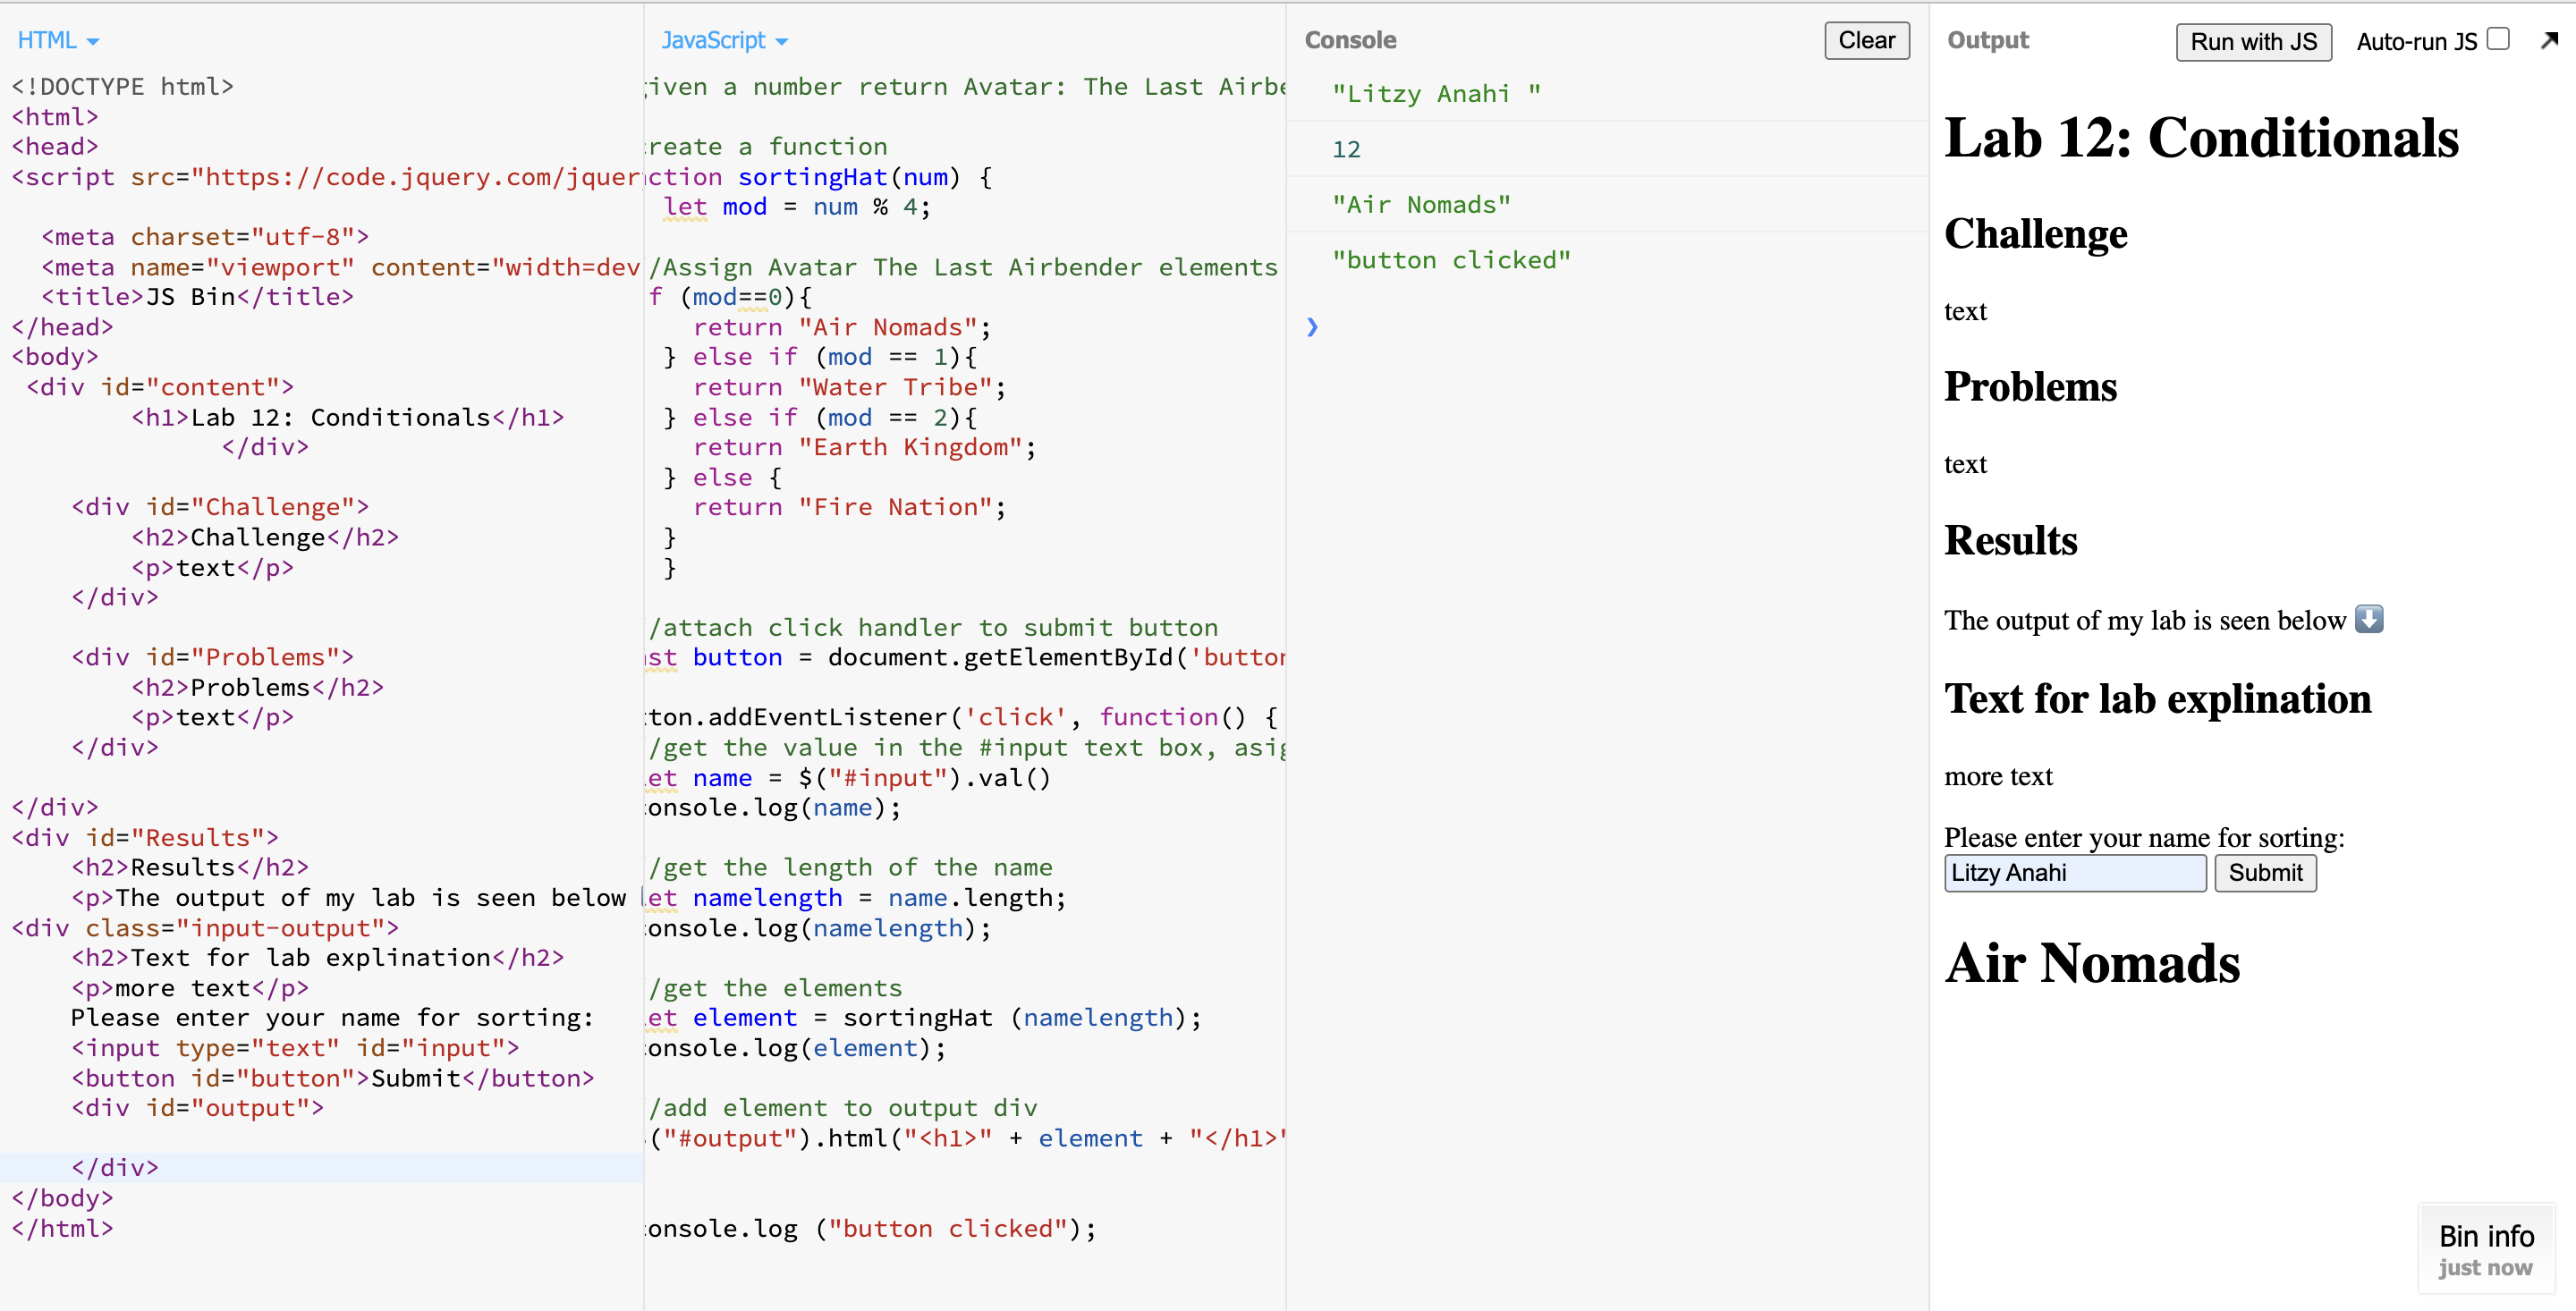 HTML
<!DOCTYPE html>
<html>
<head>
<script src="https://code.jquery.com/jquer
<meta charset="utf-8">
<meta name="viewport" content="width=dev
<title>JS Bin</title>
</head>
<body>
<div id="content">
<h1>Lab 12: Conditionals</h1>
</div>
<div id="Challenge">
<h2>Challenge</h2>
<p>text</p>
</div>
<div id="Problems">
<h2>Problems</h2>
<p>text</p>
</div>
</div>
<div id="Results">
<h2>Results</h2>
<p>The output of my lab is seen below
<div class="input-output">
<h2>Text for lab explination</h2>
<p>more text</p>
Please enter your name for sorting:
<input type="text" id="input">
<button id="button">Submit</button>
<div id="output">
</div>
</body>
</html>
JavaScript
iven a number return Avatar: The Last Airbe
reate a function
ction sortingHat(num) {
let mod = num % 4;
/Assign Avatar The Last Airbender elements
f (mod==0){
return "Air Nomads";
} else if (mod == 1){
return "Water Tribe";
} else if (mod == 2){
return "Earth Kingdom";
} else {
return "Fire Nation";
}
}
/attach click handler to submit button
st button = document.getElementById('button
ton.addEventListener('click', function() {
/get the value in the #input text box, asig
et name = $("#input").val()
onsole.log(name);
/get the length of the name
et namelength = name.length;
onsole.log(namelength);
/get the elements
et element = sortingHat (namelength);
onsole.log(element);
/add element to output div
("#output").html("<h1>" + element + "</h1>"
onsole.log ("button clicked");
Console
Clear
"Litzy Anahi "
12
"Air Nomads"
"button clicked"
❯
Output
Run with JS
Auto-run JS
Lab 12: Conditionals
Challenge
text
Problems
text
Results
The output of my lab is seen below ⬇️
Text for lab explination
more text
Please enter your name for sorting:
Litzy Anahi
Submit
Air Nomads
Bin info
just now